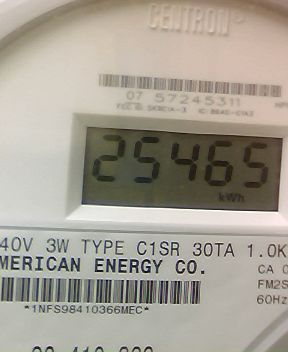 CENTRON®
07 57245311
25465
kWh
40V 3W TYPE C1SR 30TA 1.0K
MERICAN ENERGY CO.
CA 0
FM2S
60Hz
*1NFS98410366MEC*